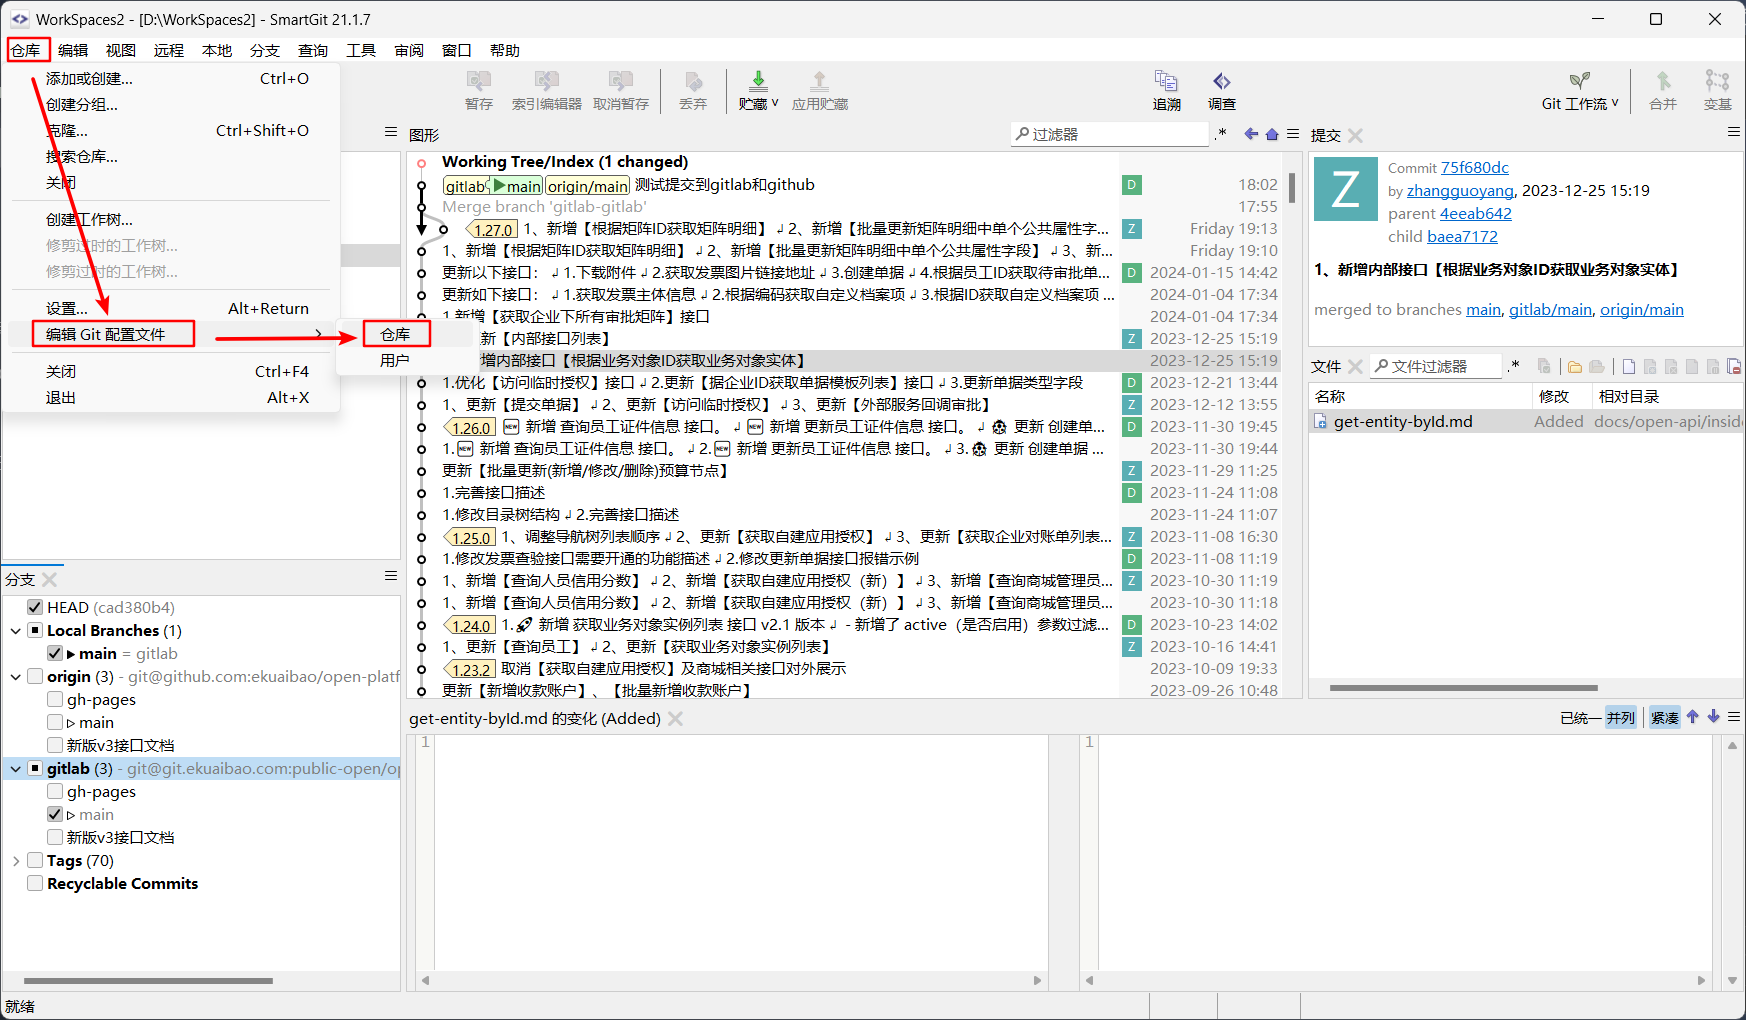 WorkSpaces2 - [D:\WorkSpaces2] - SmartGit 21.1.7
仓库 编辑 视图 远程 本地 分支 查询 工具 审阅 窗口 帮助
添加或创建... Ctrl+O
创建分组...
克隆... Ctrl+Shift+O
搜索仓库...
关闭
创建工作树...
修剪过时的工作树...
修剪过时的工作树...
设置... Alt+Return
编辑 Git 配置文件
仓库
用户
关闭 Ctrl+F4
退出 Alt+X
暂存 索引编辑器 取消暂存 丢弃 贮藏 应用贮藏 追溯 调查 Git 工作流 合并 变基
图形 过滤器 .*
Working Tree/Index (1 changed)
gitlab main origin/main 测试提交到gitlab和github D 18:02
Merge branch 'gitlab-gitlab' 17:55
1.27.0 1、新增【根据矩阵ID获取矩阵明细】↲2、新增【批量更新矩阵明细中单个公共属性字... Z Friday 19:13
1、新增【根据矩阵ID获取矩阵明细】↲2、新增【批量更新矩阵明细中单个公共属性字段】↲3、新... Friday 19:10
更新以下接口：↲1.下载附件↲2.获取发票图片链接地址↲3.创建单据↲4.根据员工ID获取待审批单... D 2024-01-15 14:42
更新如下接口：↲1.获取发票主体信息↲2.根据编码获取自定义档案项↲3.根据ID获取自定义档案项 ... 2024-01-04 17:34
1.新增【获取企业下所有审批矩阵】接口 2024-01-04 17:34
新【内部接口列表】 Z 2023-12-25 15:19
增内部接口【根据业务对象ID获取业务对象实体】 2023-12-25 15:19
1.优化【访问临时授权】接口↲2.更新【据企业ID获取单据模板列表】接口↲3.更新单据类型字段 D 2023-12-21 13:44
1、更新【提交单据】↲2、更新【访问临时授权】↲3、更新【外部服务回调审批】 Z 2023-12-12 13:55
1.26.0 🆕 新增 查询员工证件信息 接口。↲🆕 新增 更新员工证件信息 接口。↲🐞 更新 创建单... D 2023-11-30 19:45
1.🆕 新增 查询员工证件信息 接口。↲2.🆕 新增 更新员工证件信息 接口。↲3.🐞 更新 创建单据 ... 2023-11-30 19:44
更新【批量更新(新增/修改/删除)预算节点】 Z 2023-11-29 11:25
1.完善接口描述 D 2023-11-24 11:08
1.修改目录树结构↲2.完善接口描述 2023-11-24 11:07
1.25.0 1、调整导航树列表顺序↲2、更新【获取自建应用授权】↲3、更新【获取企业对账单列表... Z 2023-11-08 16:30
1.修改发票查验接口需要开通的功能描述↲2.修改更新单据接口报错示例 D 2023-11-08 11:19
1、新增【查询人员信用分数】↲2、新增【获取自建应用授权（新）】↲3、新增【查询商城管理员... Z 2023-10-30 11:19
1、新增【查询人员信用分数】↲2、新增【获取自建应用授权（新）】↲3、新增【查询商城管理员... 2023-10-30 11:18
1.24.0 1.🚀 新增 获取业务对象实例列表 接口 v2.1 版本↲ - 新增了 active（是否启用）参数过滤... D 2023-10-23 14:02
1、更新【查询员工】↲2、更新【获取业务对象实例列表】 Z 2023-10-16 14:41
1.23.2 取消【获取自建应用授权】及商城相关接口对外展示 2023-10-09 19:33
更新【新增收款账户】、【批量新增收款账户】 2023-09-26 10:48
提交
Z
Commit 75f680dc
by zhangguoyang, 2023-12-25 15:19
parent 4eeab642
child baea7172
1、新增内部接口【根据业务对象ID获取业务对象实体】
merged to branches main, gitlab/main, origin/main
文件 文件过滤器 .*
名称 修改 相对目录
get-entity-byId.md Added docs/open-api/insid
分支
HEAD (cad380b4)
Local Branches (1)
main = gitlab
origin (3) - git@github.com:ekuaibao/open-platf
gh-pages
main
新版v3接口文档
gitlab (3) - git@git.ekuaibao.com:public-open/op
gh-pages
main
新版v3接口文档
Tags (70)
Recyclable Commits
get-entity-byId.md 的变化 (Added) 已统一 并列 紧凑
1 1
就绪